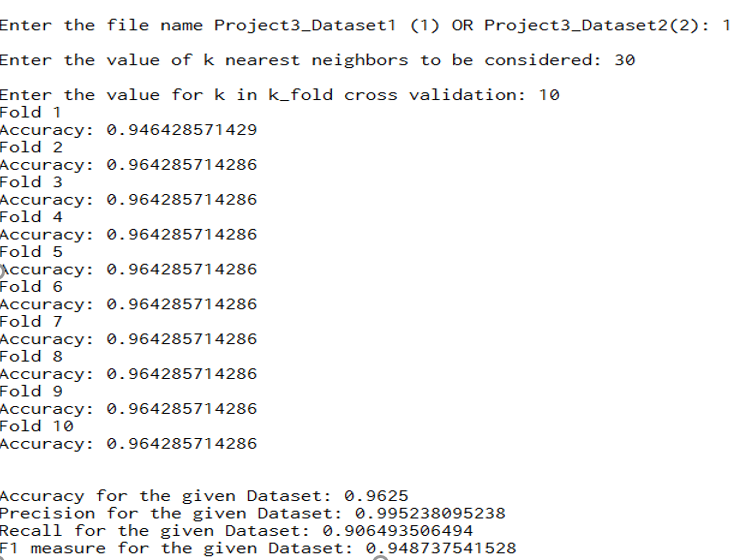 Enter the file name Project3_Dataset1 (1) OR Project3_Dataset2(2): 1
Enter the value of k nearest neighbors to be considered: 30
Enter the value for k in k_fold cross validation: 10
Fold 1
Accuracy: 0.946428571429
Fold 2
Accuracy: 0.964285714286
Fold 3
Accuracy: 0.964285714286
Fold 4
Accuracy: 0.964285714286
Fold 5
Accuracy: 0.964285714286
Fold 6
Accuracy: 0.964285714286
Fold 7
Accuracy: 0.964285714286
Fold 8
Accuracy: 0.964285714286
Fold 9
Accuracy: 0.964285714286
Fold 10
Accuracy: 0.964285714286
Accuracy for the given Dataset: 0.9625
Precision for the given Dataset: 0.995238095238
Recall for the given Dataset: 0.906493506494
F1 measure for the given Dataset: 0.948737541528